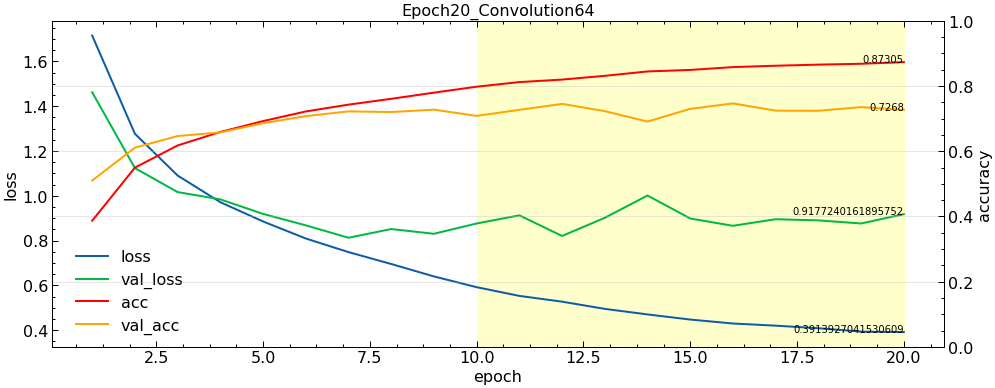 Epoch20_Convolution64
1.6
1.4
1.2
1.0
0.8
0.6
0.4
loss
1.0
0.8
0.6
0.4
0.2
0.0
accuracy
0.87305
0.7268
0.9177240161895752
0.3913927041530609
loss
val_loss
acc
val_acc
2.5 5.0 7.5 10.0 12.5 15.0 17.5 20.0
epoch